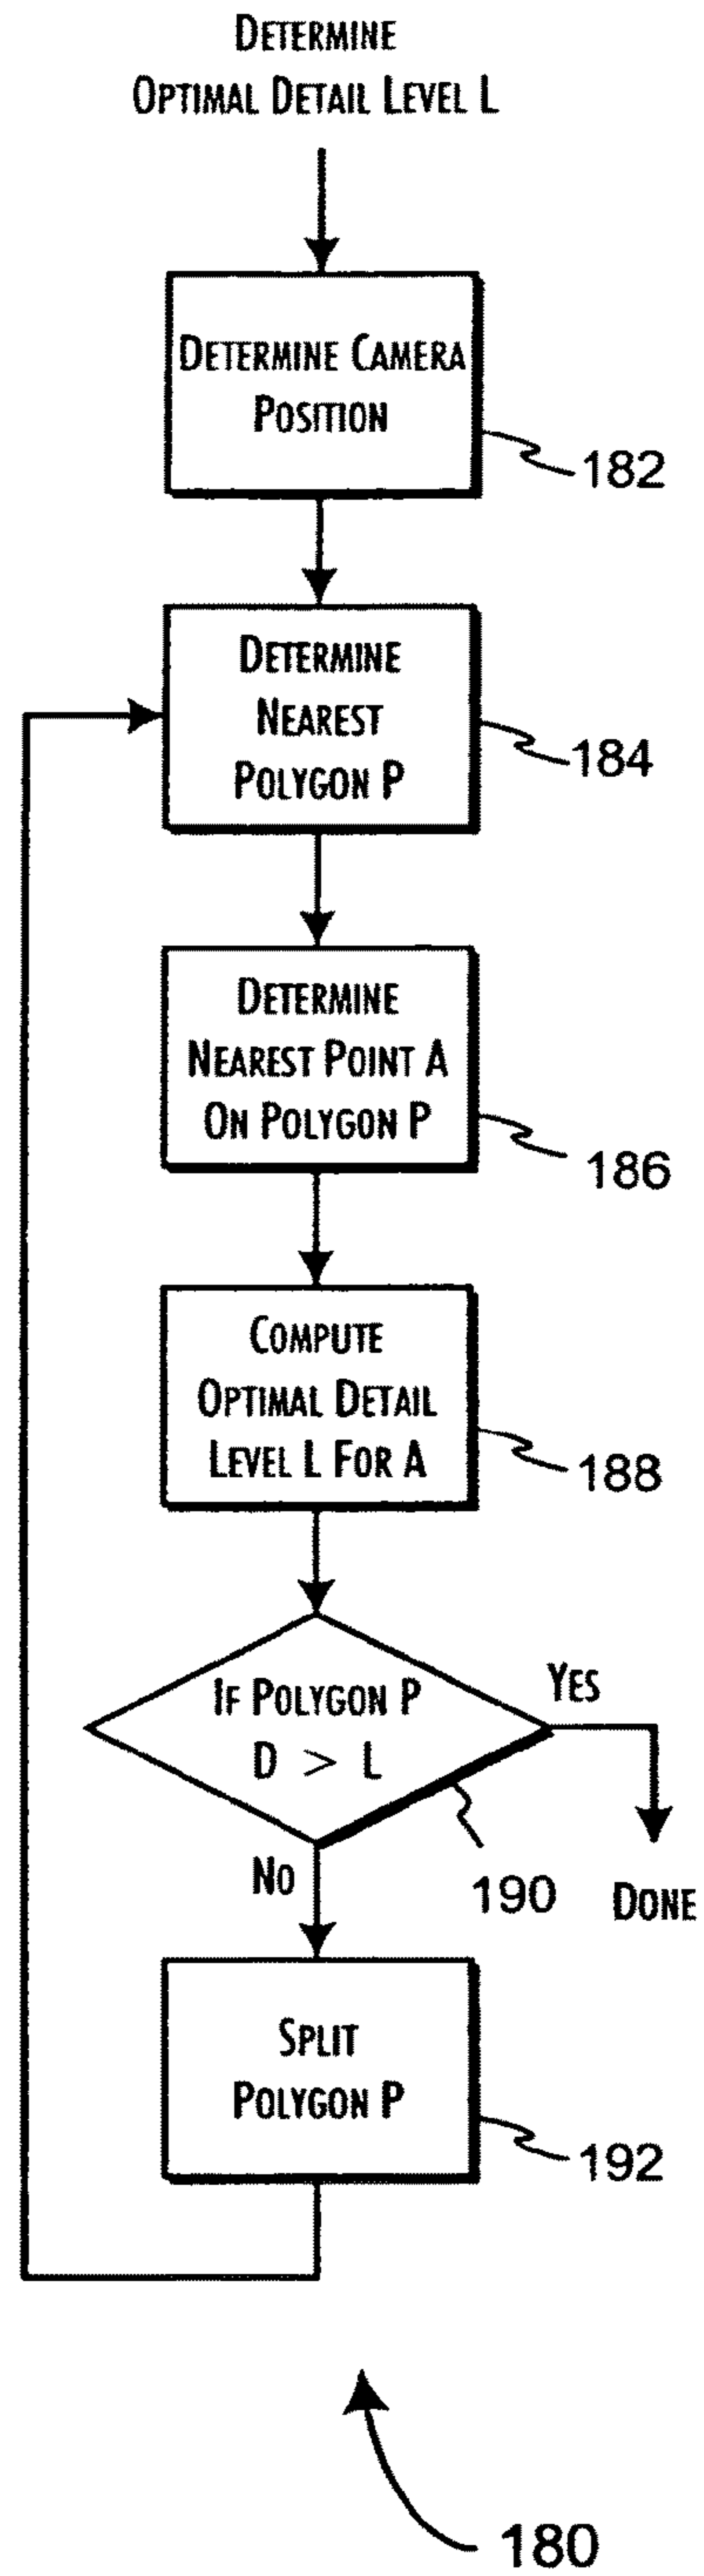 DETERMINE
OPTIMAL DETAIL LEVEL L
DETERMINE CAMERA
POSITION
182
DETERMINE
NEAREST
POLYGON P
184
DETERMINE
NEAREST POINT A
ON POLYGON P
186
COMPUTE
OPTIMAL DETAIL
LEVEL L FOR A
188
IF POLYGON P
D > L
YES
190
DONE
NO
SPLIT
POLYGON P
192
180